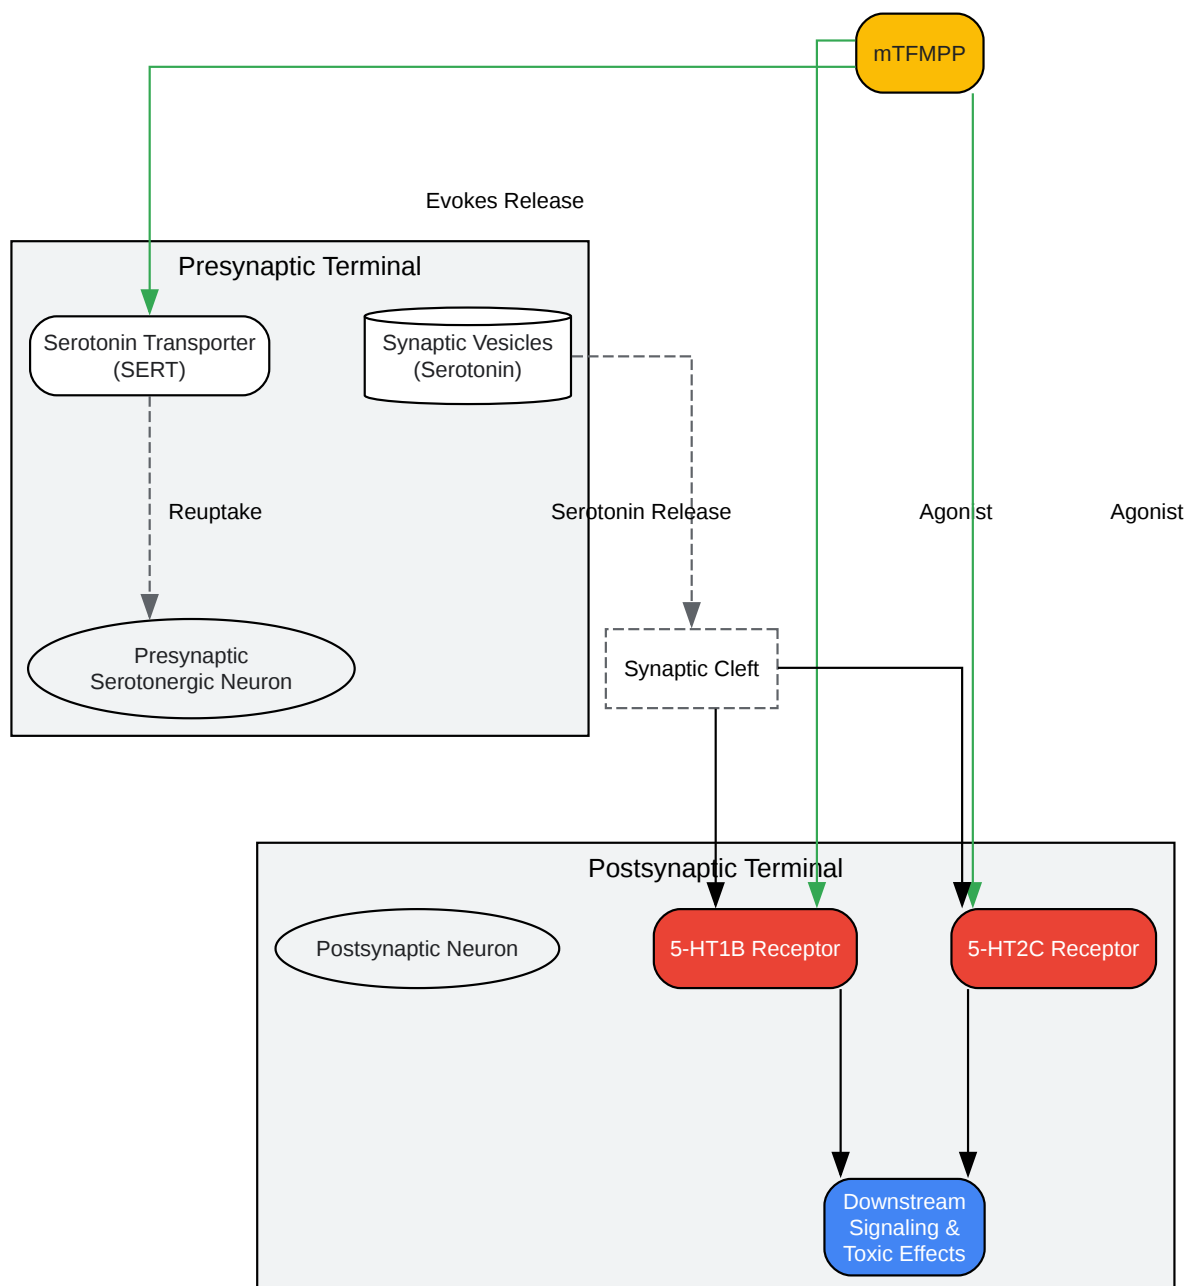 mTFMPP
Evokes Release
Presynaptic Terminal
Serotonin Transporter
(SERT)
Synaptic Vesicles
(Serotonin)
Reuptake
Serotonin Release
Agonist
Agonist
Presynaptic
Serotonergic Neuron
Synaptic Cleft
Postsynaptic Terminal
Postsynaptic Neuron
5-HT1B Receptor
5-HT2C Receptor
Downstream
Signaling &
Toxic Effects